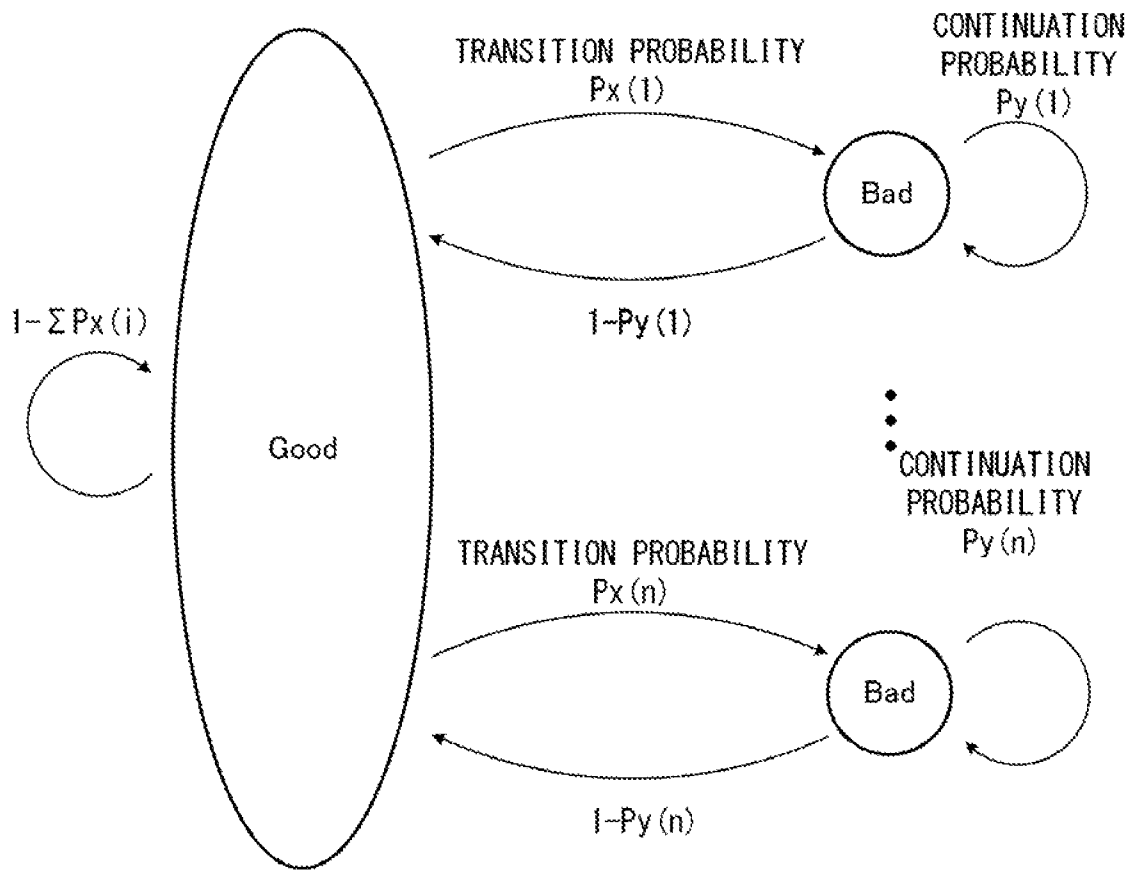 TRANSITION PROBABILITY
Px(1)
CONTINUATION
PROBABILITY
Py(1)
Bad
1-Py(1)
1-ΣPx(i)
Good
CONTINUATION
PROBABILITY
Py(n)
TRANSITION PROBABILITY
Px(n)
Bad
1-Py(n)